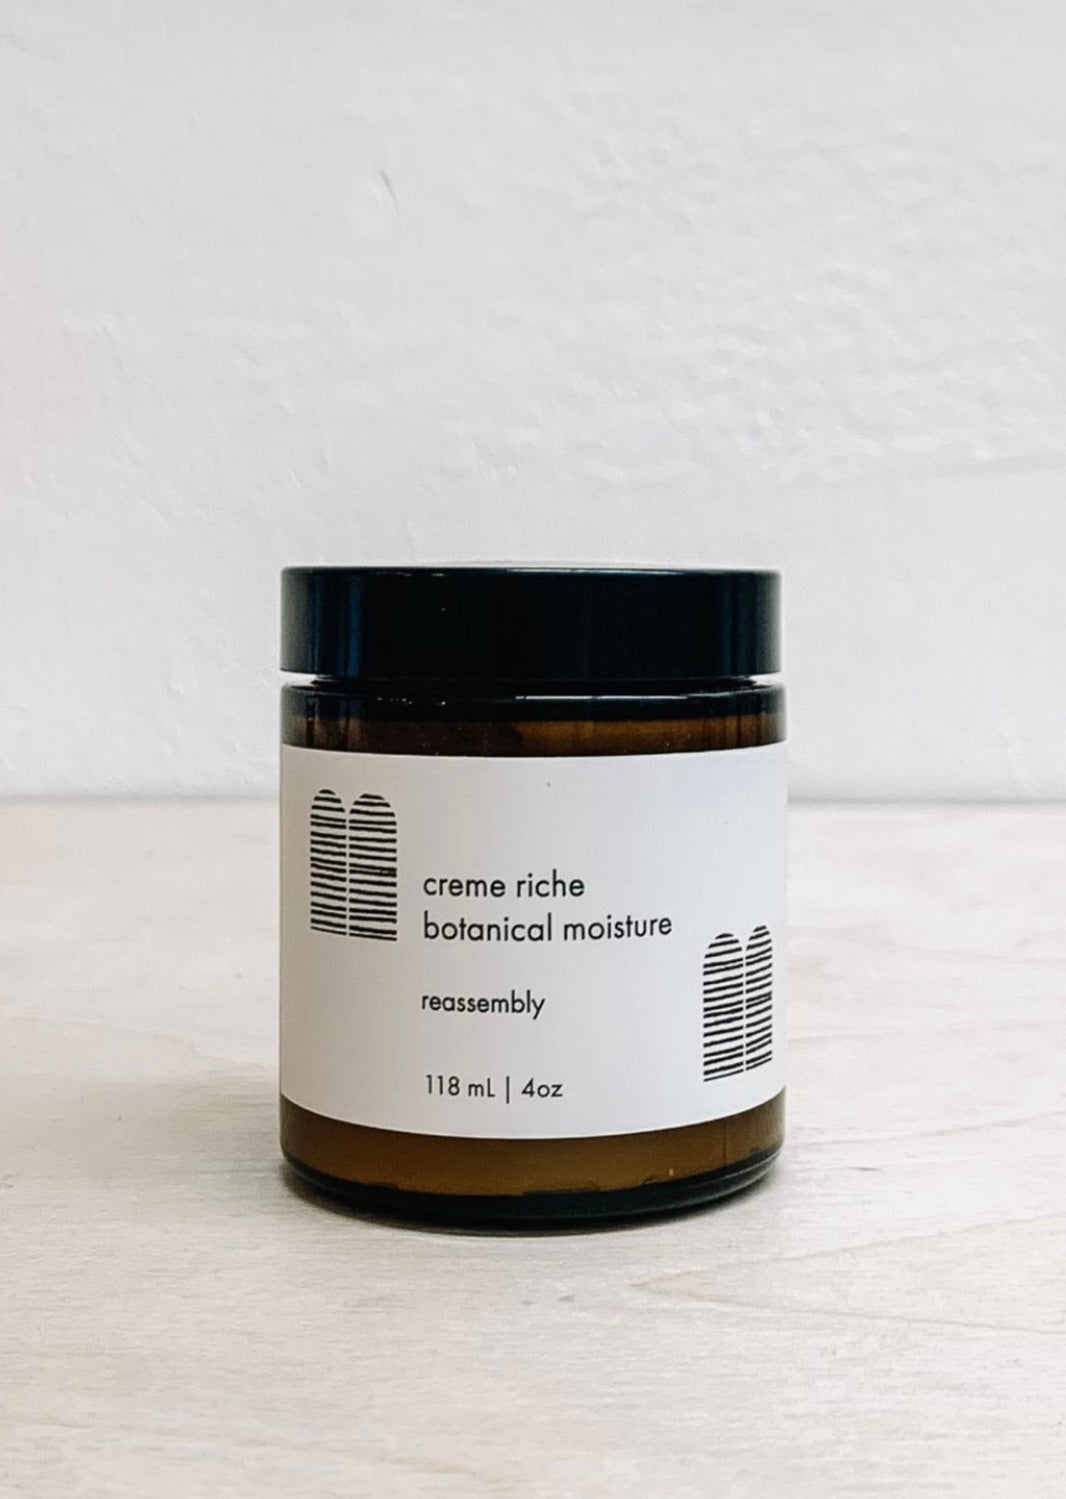 creme riche
botanical moisture
reassembly
118 mL | 4oz